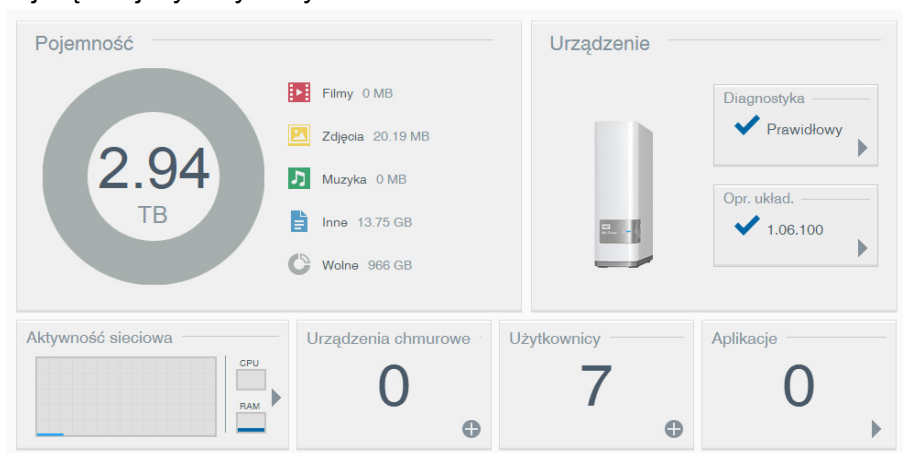 Pojemność
2.94
TB
Filmy 0 MB
Zdjęcia 20.19 MB
Muzyka 0 MB
Inne 13.75 GB
Wolne 966 GB
Urządzenie
Diagnostyka
Prawidłowy
Opr. układ.
1.06.100
Aktywność sieciowa
CPU
RAM
Urządzenia chmurowe
0
Użytkownicy
7
Aplikacje
0